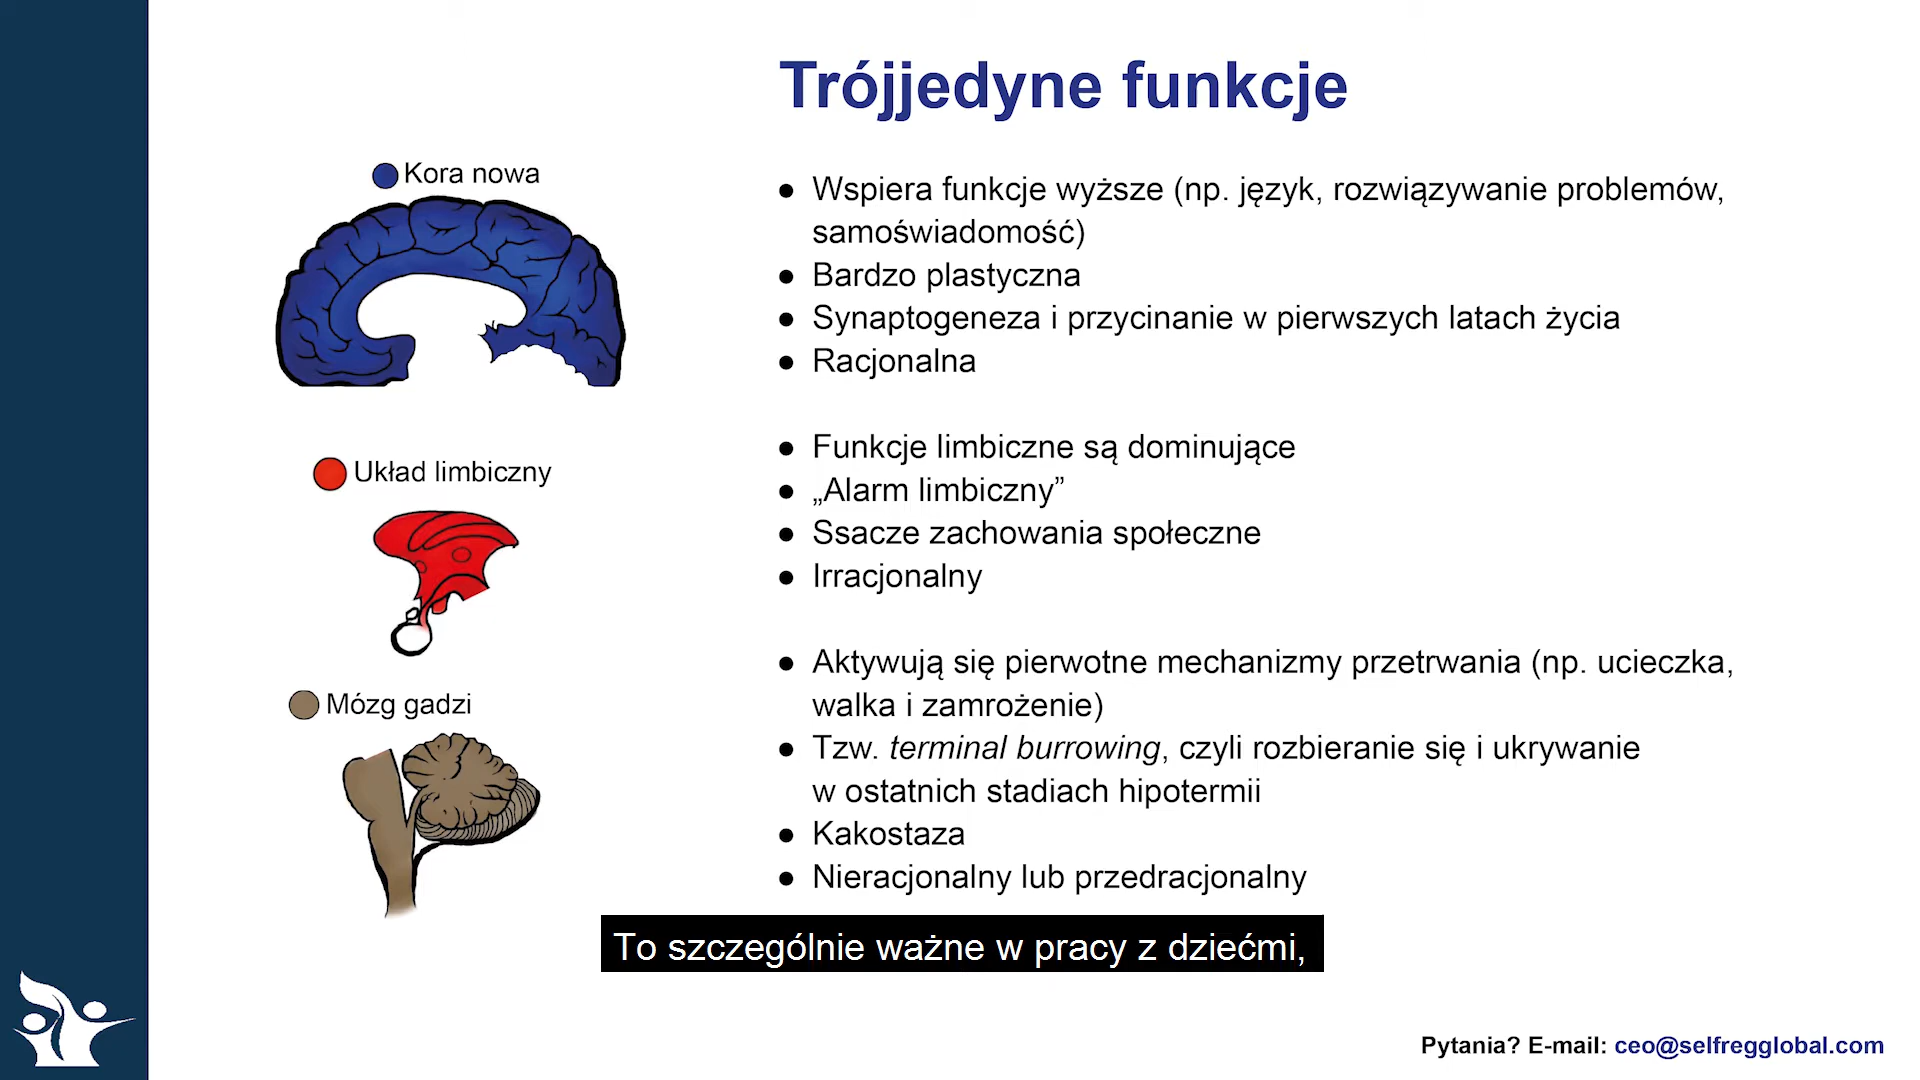 Trójjedyne funkcje
Kora nowa
● Wspiera funkcje wyższe (np. język, rozwiązywanie problemów,
samoświadomość)
● Bardzo plastyczna
● Synaptogeneza i przycinanie w pierwszych latach życia
● Racjonalna
Układ limbiczny
● Funkcje limbiczne są dominujące
● „Alarm limbiczny”
● Ssacze zachowania społeczne
● Irracjonalny
Mózg gadzi
● Aktywują się pierwotne mechanizmy przetrwania (np. ucieczka,
walka i zamrożenie)
● Tzw. terminal burrowing, czyli rozbieranie się i ukrywanie
w ostatnich stadiach hipotermii
● Kakostaza
● Nieracjonalny lub przedracjonalny
To szczególnie ważne w pracy z dziećmi,
Pytania? E-mail: ceo@selfregglobal.com